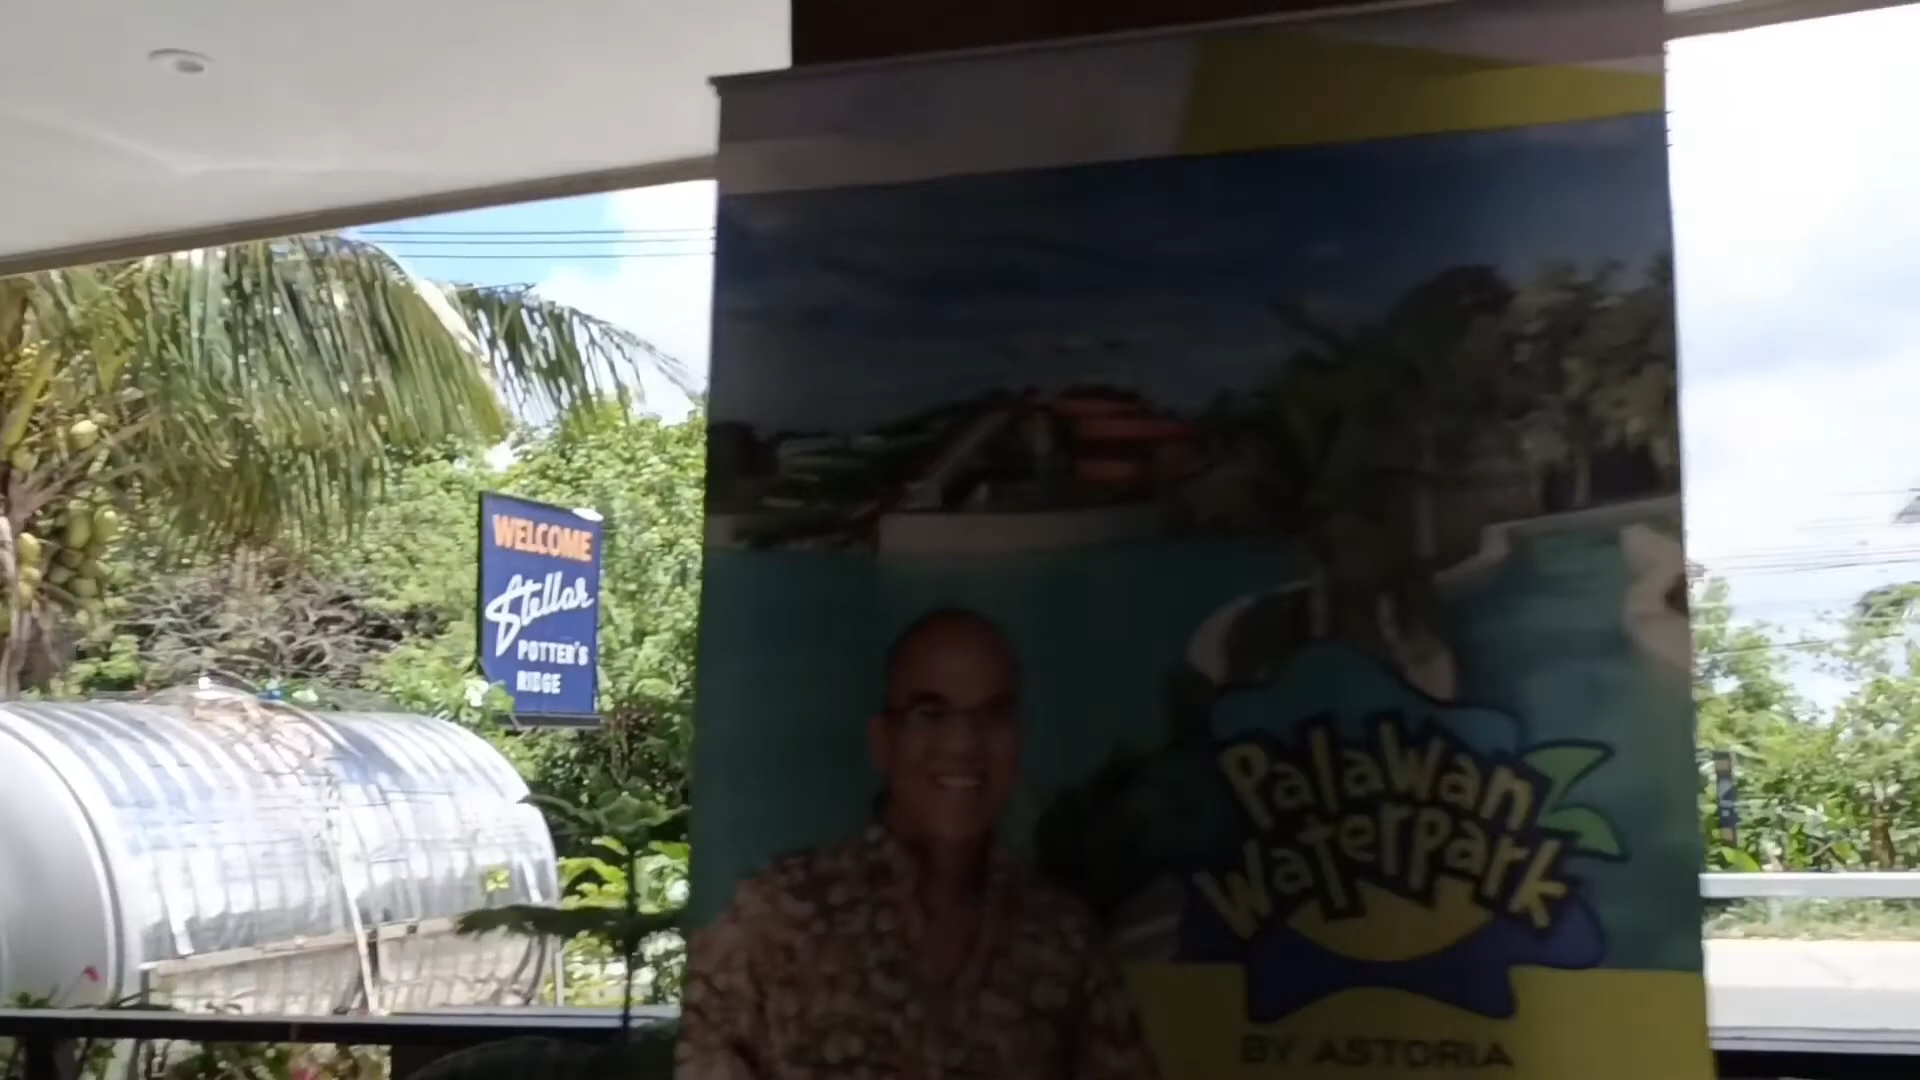 WELCOME
Stellar
POTTER'S
RIDGE
Palawan
Waterpark
BY ASTORIA